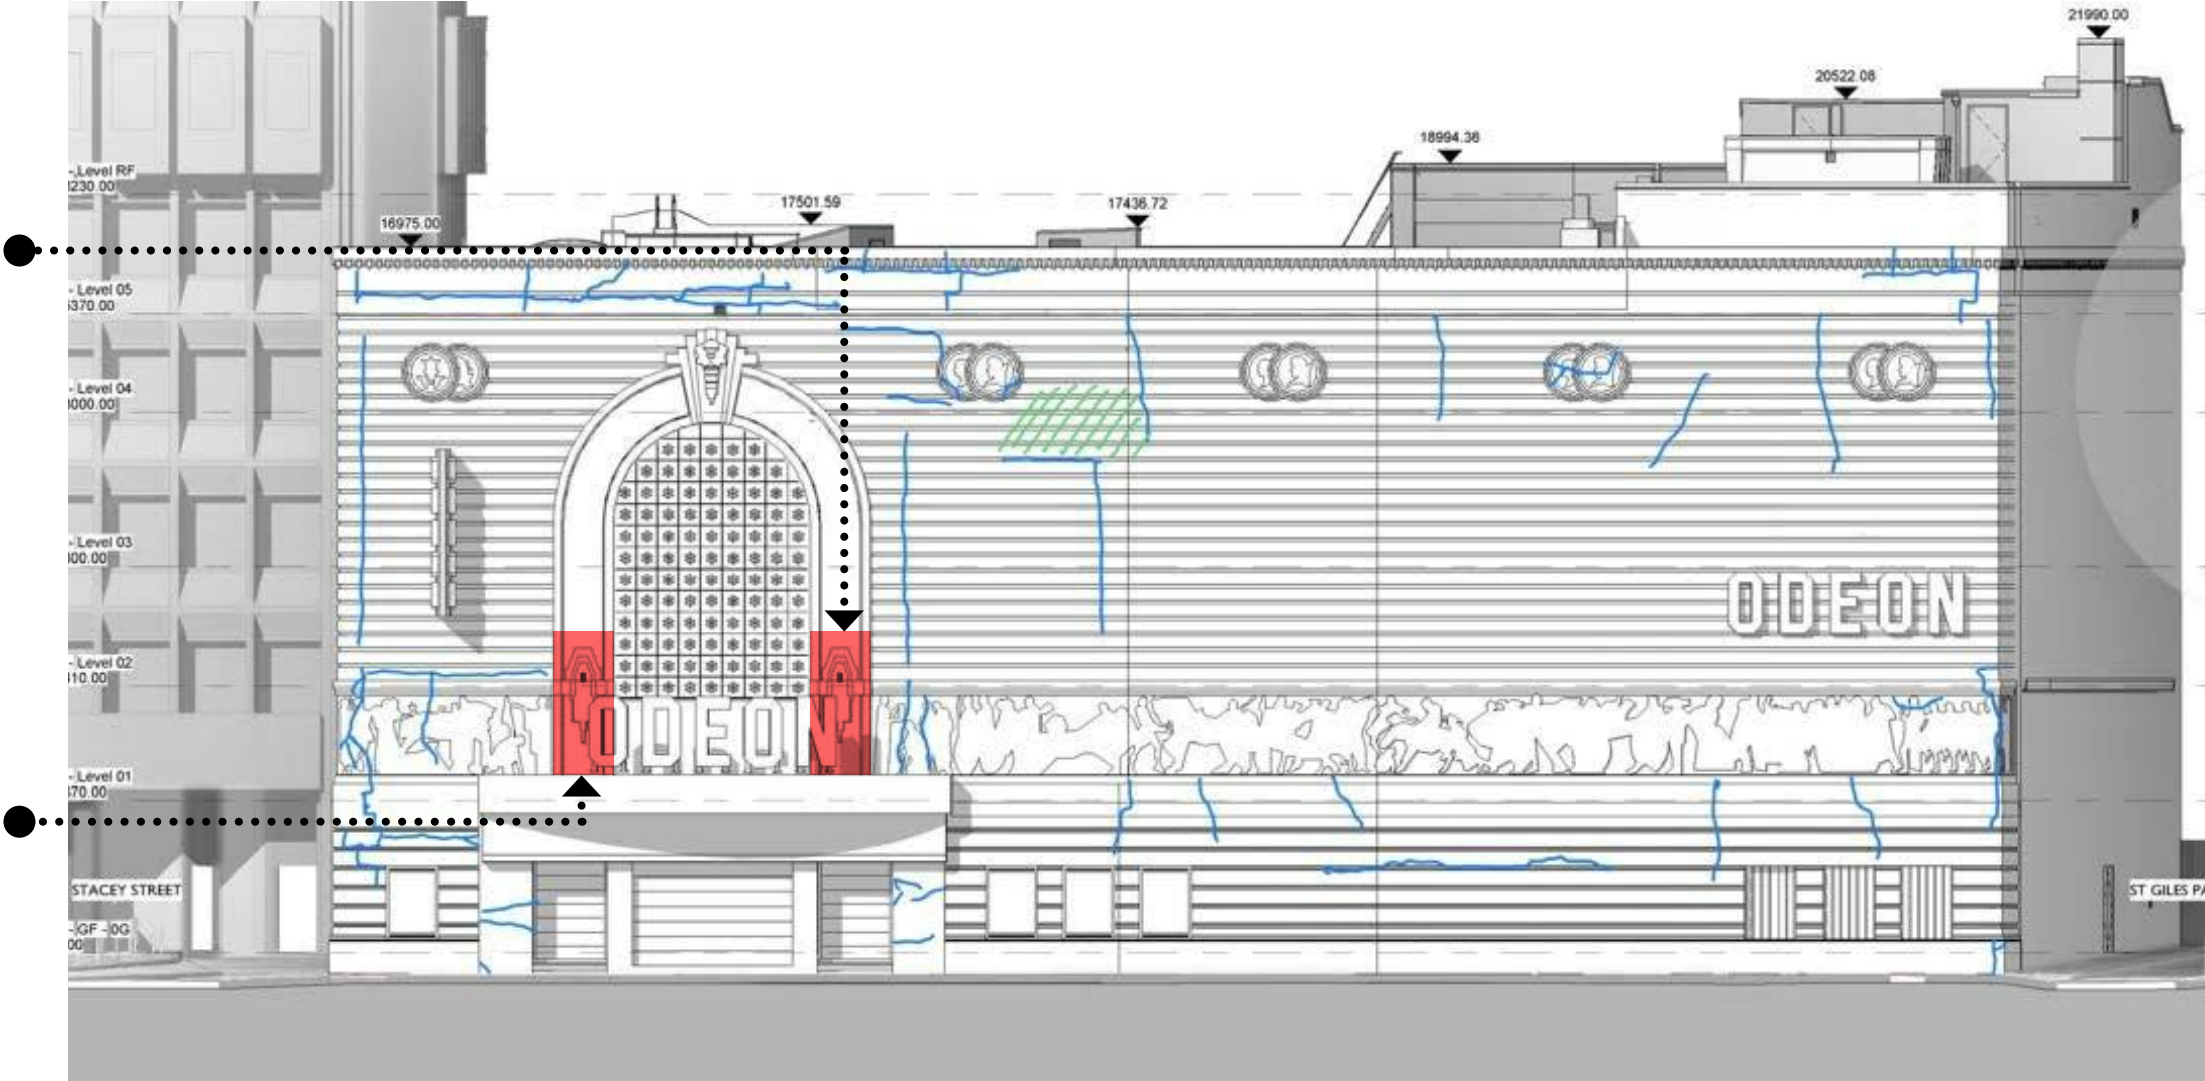 21990.00
20522.08
18994.36
17501.59
17436.72
16975.00
Level RF
230.00
Level 05
370.00
Level 04
000.00
Level 03
00.00
Level 02
10.00
Level 01
70.00
ODEON
ODEON
STACEY STREET
ST GILES PA
GF - 0G
00